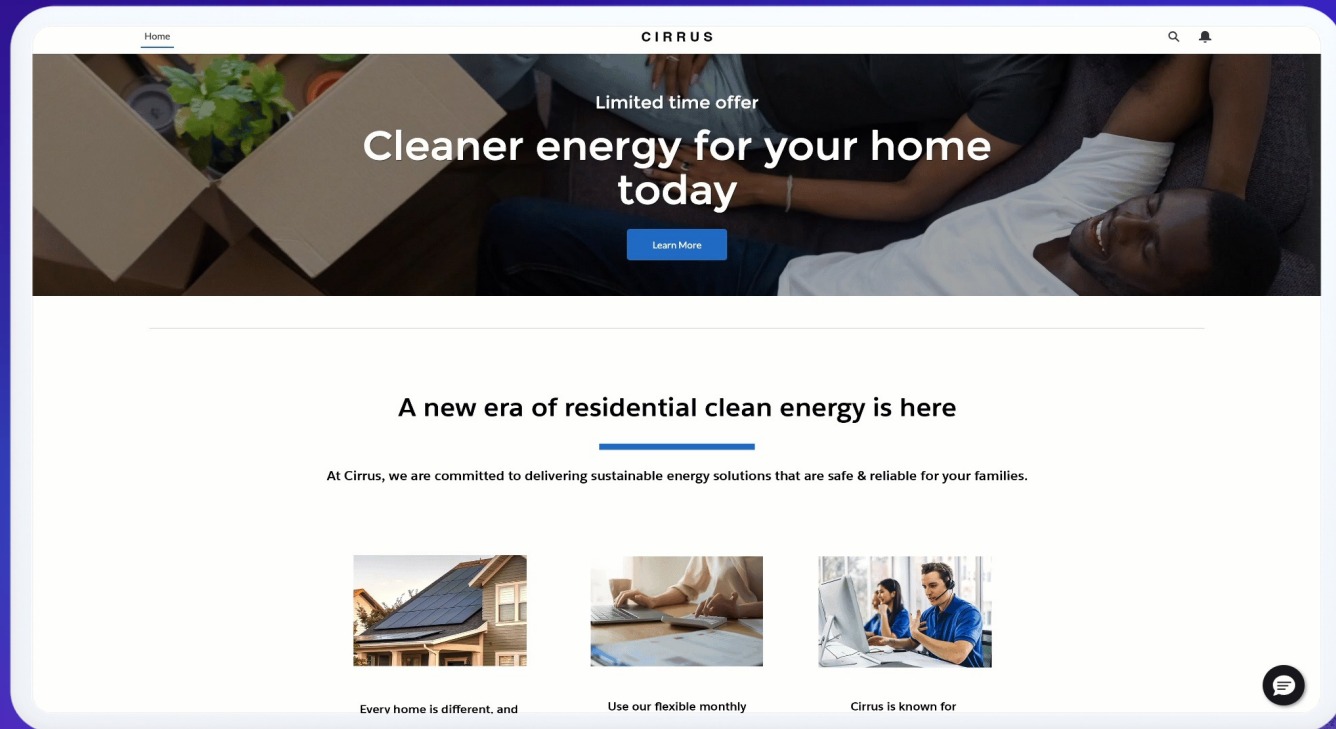 Home
CIRRUS
Limited time offer
Cleaner energy for your home
today
Learn More
A new era of residential clean energy is here
At Cirrus, we are committed to delivering sustainable energy solutions that are safe & reliable for your families.
Every home is different, and
Use our flexible monthly
Cirrus is known for